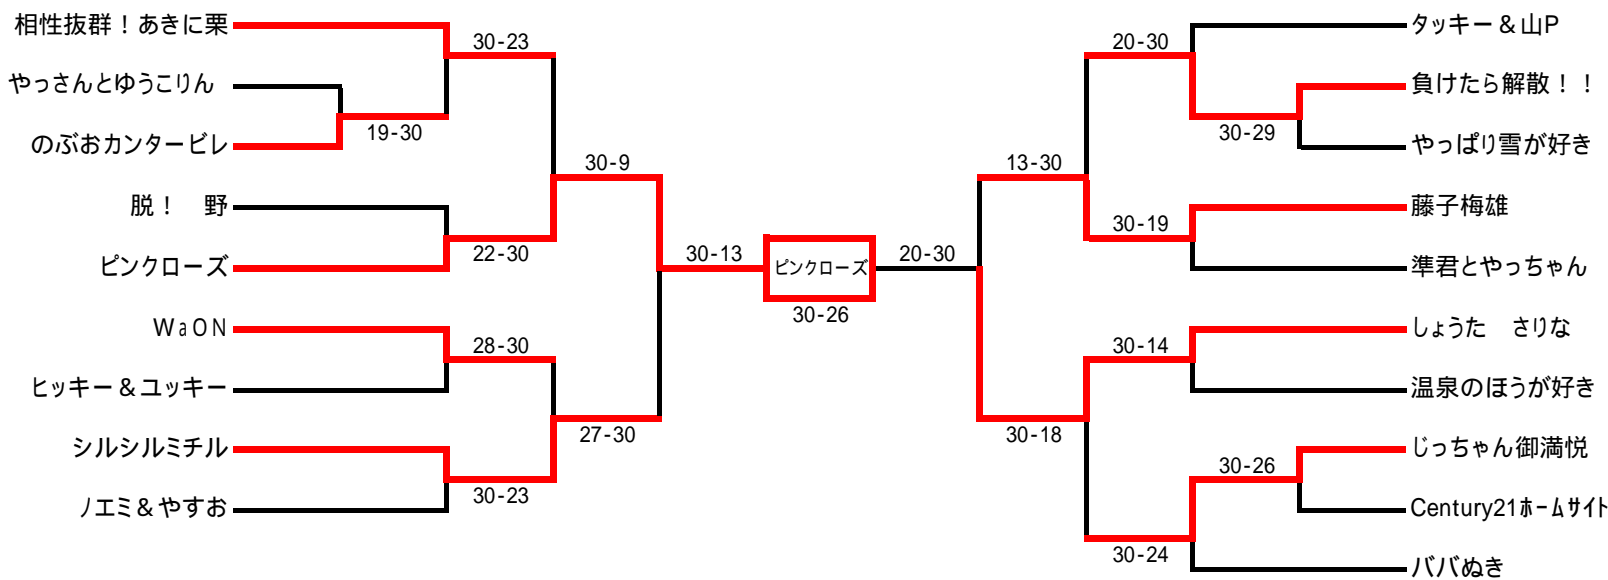 相性抜群！あきに栗
やっさんとゆうこりん
のぶおカンタービレ
脱！　野
ピンクローズ
WaON
ヒッキー＆ユッキー
シルシルミチル
ノエミ＆やすお
30-23
19-30
22-30
28-30
30-23
30-9
27-30
30-13
ピンクローズ
30-26
20-30
13-30
30-18
20-30
30-19
30-14
30-24
30-29
30-26
タッキー＆山P
負けたら解散！！
やっぱり雪が好き
藤子梅雄
準君とやっちゃん
しょうた　さりな
温泉のほうが好き
じっちゃん御満悦
Century21ホームサイト
ババぬき